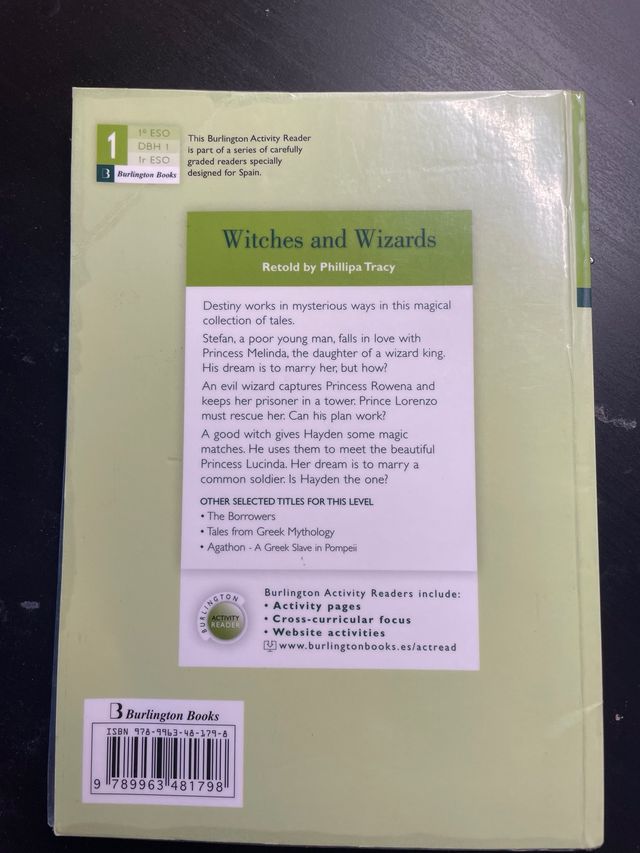 1
1º ESO
DBH 1
1r ESO
B Burlington Books
This Burlington Activity Reader
is part of a series of carefully
graded readers specially
designed for Spain.
Witches and Wizards
Retold by Phillipa Tracy
Destiny works in mysterious ways in this magical
collection of tales.
Stefan, a poor young man, falls in love with
Princess Melinda, the daughter of a wizard king.
His dream is to marry her, but how?
An evil wizard captures Princess Rowena and
keeps her prisoner in a tower. Prince Lorenzo
must rescue her. Can his plan work?
A good witch gives Hayden some magic
matches. He uses them to meet the beautiful
Princess Lucinda. Her dream is to marry a
common soldier. Is Hayden the one?
OTHER SELECTED TITLES FOR THIS LEVEL
• The Borrowers
• Tales from Greek Mythology
• Agathon - A Greek Slave in Pompeii
BURLINGTON
ACTIVITY
READER
Burlington Activity Readers include:
• Activity pages
• Cross-curricular focus
• Website activities
www.burlingtonbooks.es/actread
B Burlington Books
ISBN 978-9963-48-179-8
9 789963 481798